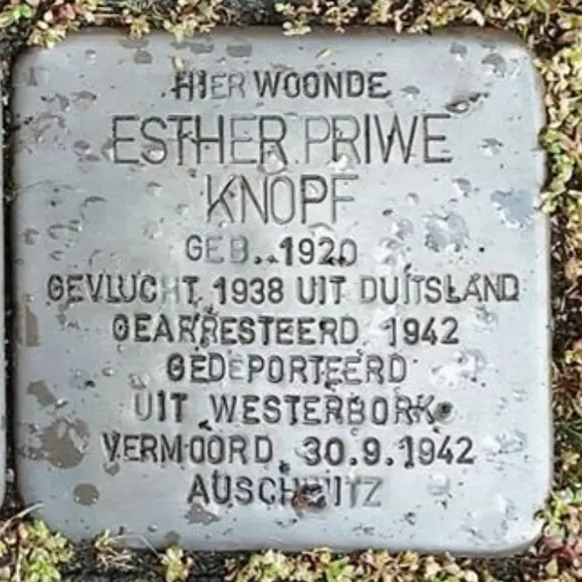 HIER WOONDE
ESTHER PRIWE
KNOPF
GEB. 1920
GEVLUCHT 1938 UIT DUITSLAND
GEARRESTEERD 1942
GEDEPORTEERD
UIT WESTERBORK
VERMOORD 30.9.1942
AUSCHWITZ